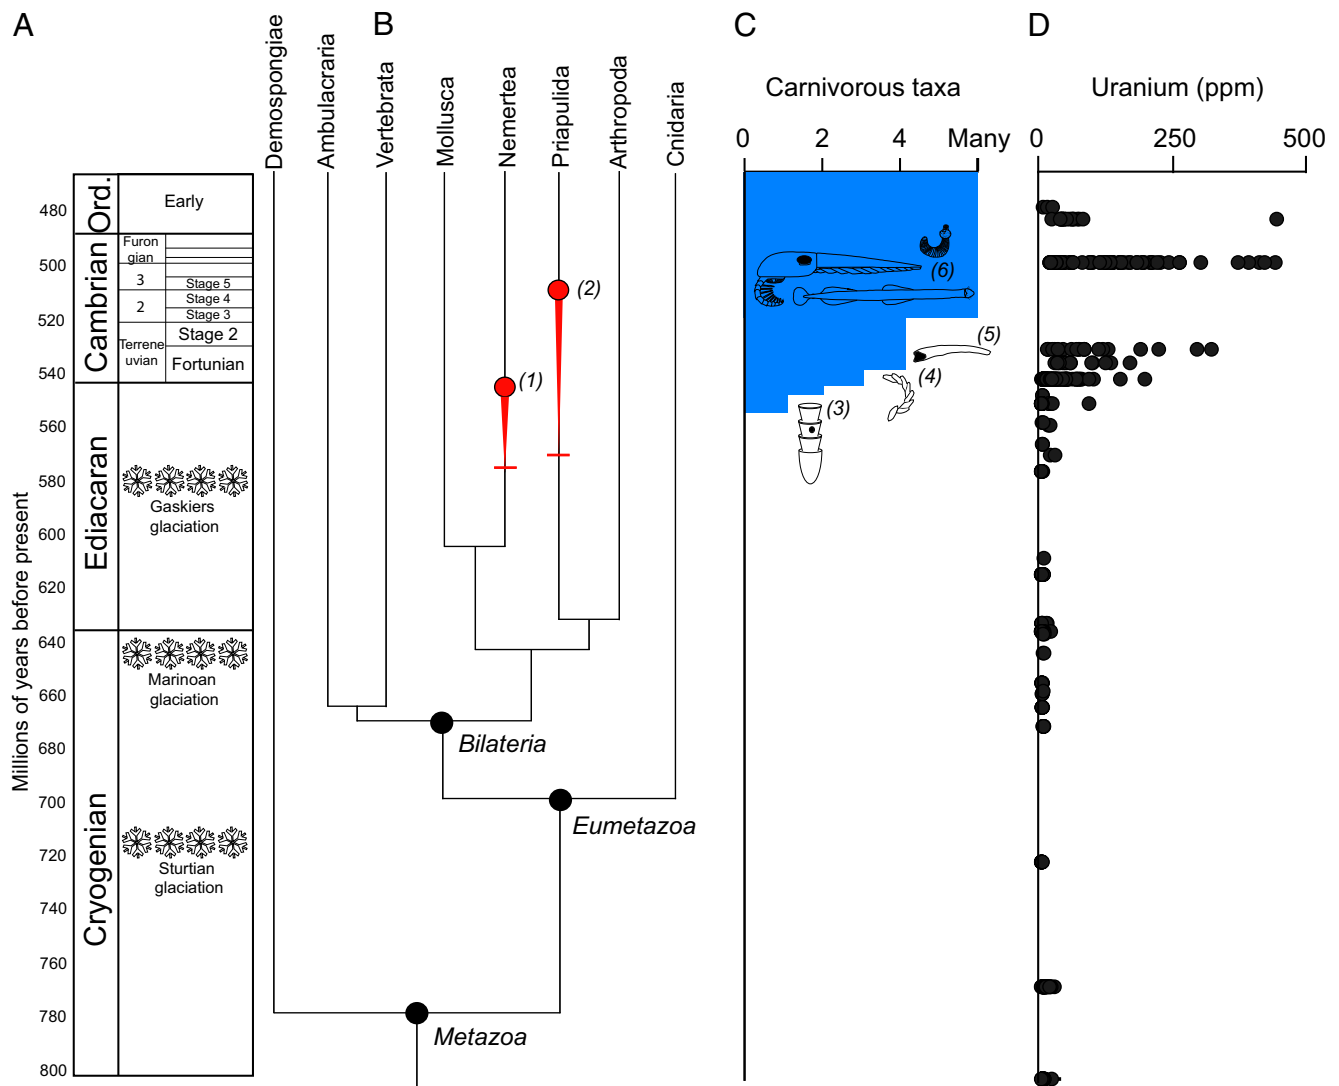 A
B
C
D
Demospongiae
Ambulacraria
Vertebrata
Mollusca
Nemertea
Priapulida
Arthropoda
Cnidaria
Carnivorous taxa
0 2 4 Many
Uranium (ppm)
0 250 500
Millions of years before present
480
500
520
540
560
580
600
620
640
660
680
700
720
740
760
780
800
Ord.
Cambrian
Ediacaran
Cryogenian
Early
Furon
gian
3
Stage 5
2
Stage 4
Stage 3
Terrene
uvian
Stage 2
Fortunian
Gaskiers
glaciation
Marinoan
glaciation
Sturtian
glaciation
(1)
(2)
Bilateria
Eumetazoa
Metazoa
(6)
(5)
(4)
(3)